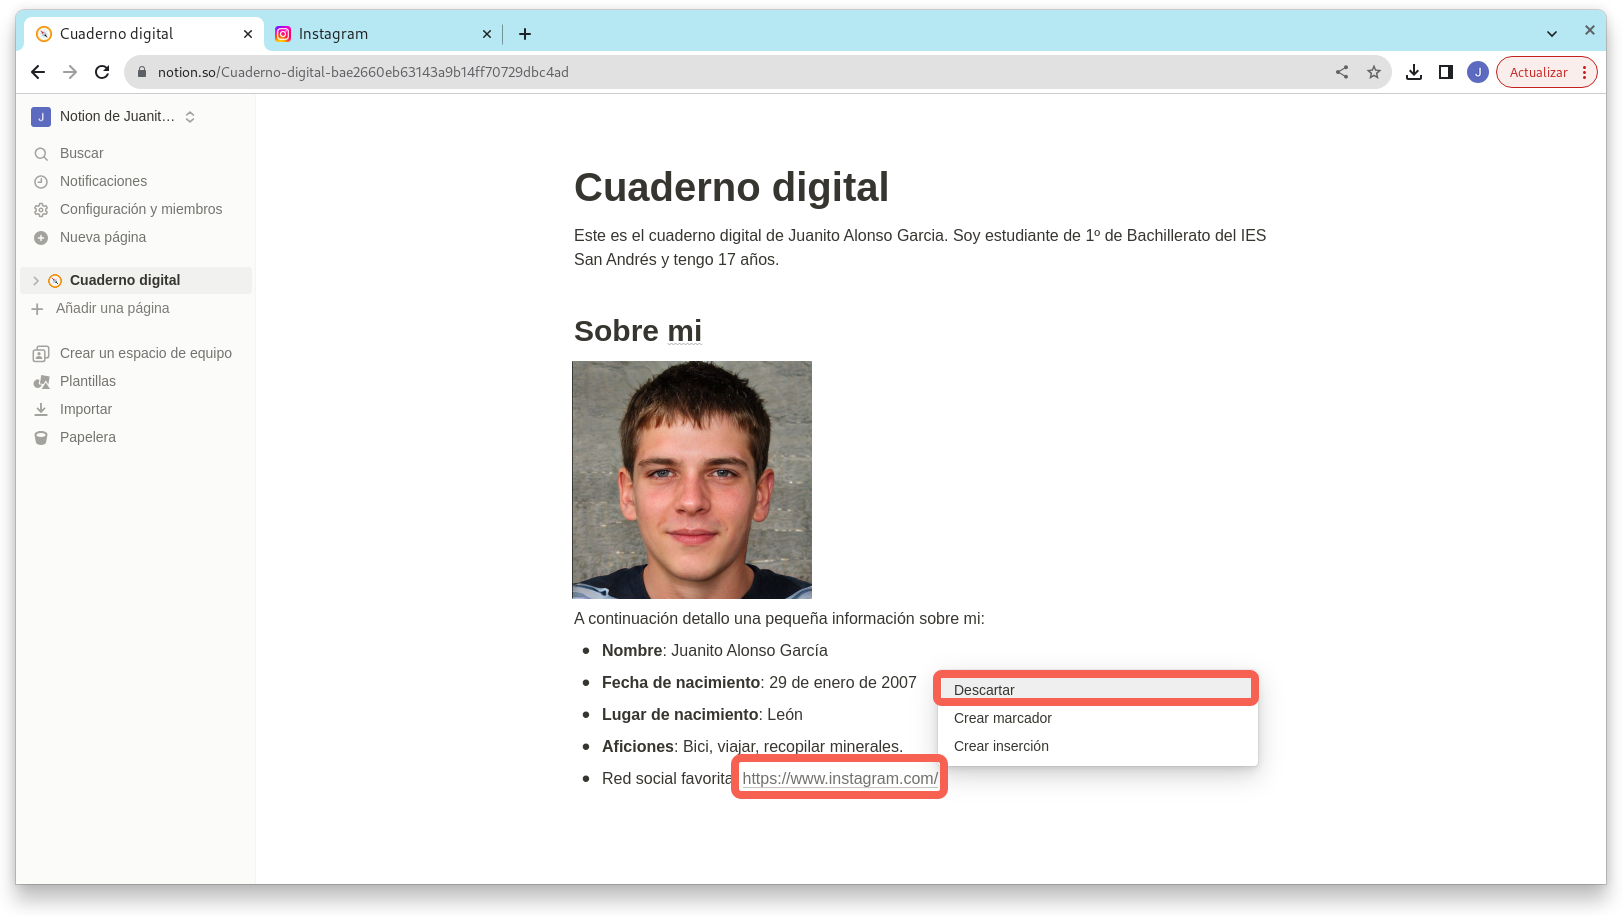 Cuaderno digital
Instagram
notion.so/Cuaderno-digital-bae2660eb63143a9b14ff70729dbc4ad
J
Actualizar
J
Notion de Juanit…
Buscar
Notificaciones
Configuración y miembros
Nueva página
Cuaderno digital
Añadir una página
Crear un espacio de equipo
Plantillas
Importar
Papelera
Cuaderno digital
Este es el cuaderno digital de Juanito Alonso Garcia. Soy estudiante de 1º de Bachillerato del IES
San Andrés y tengo 17 años.
Sobre mi
A continuación detallo una pequeña información sobre mi:
Nombre: Juanito Alonso García
Fecha de nacimiento: 29 de enero de 2007
Lugar de nacimiento: León
Aficiones: Bici, viajar, recopilar minerales.
Red social favorita https://www.instagram.com/
Descartar
Crear marcador
Crear inserción